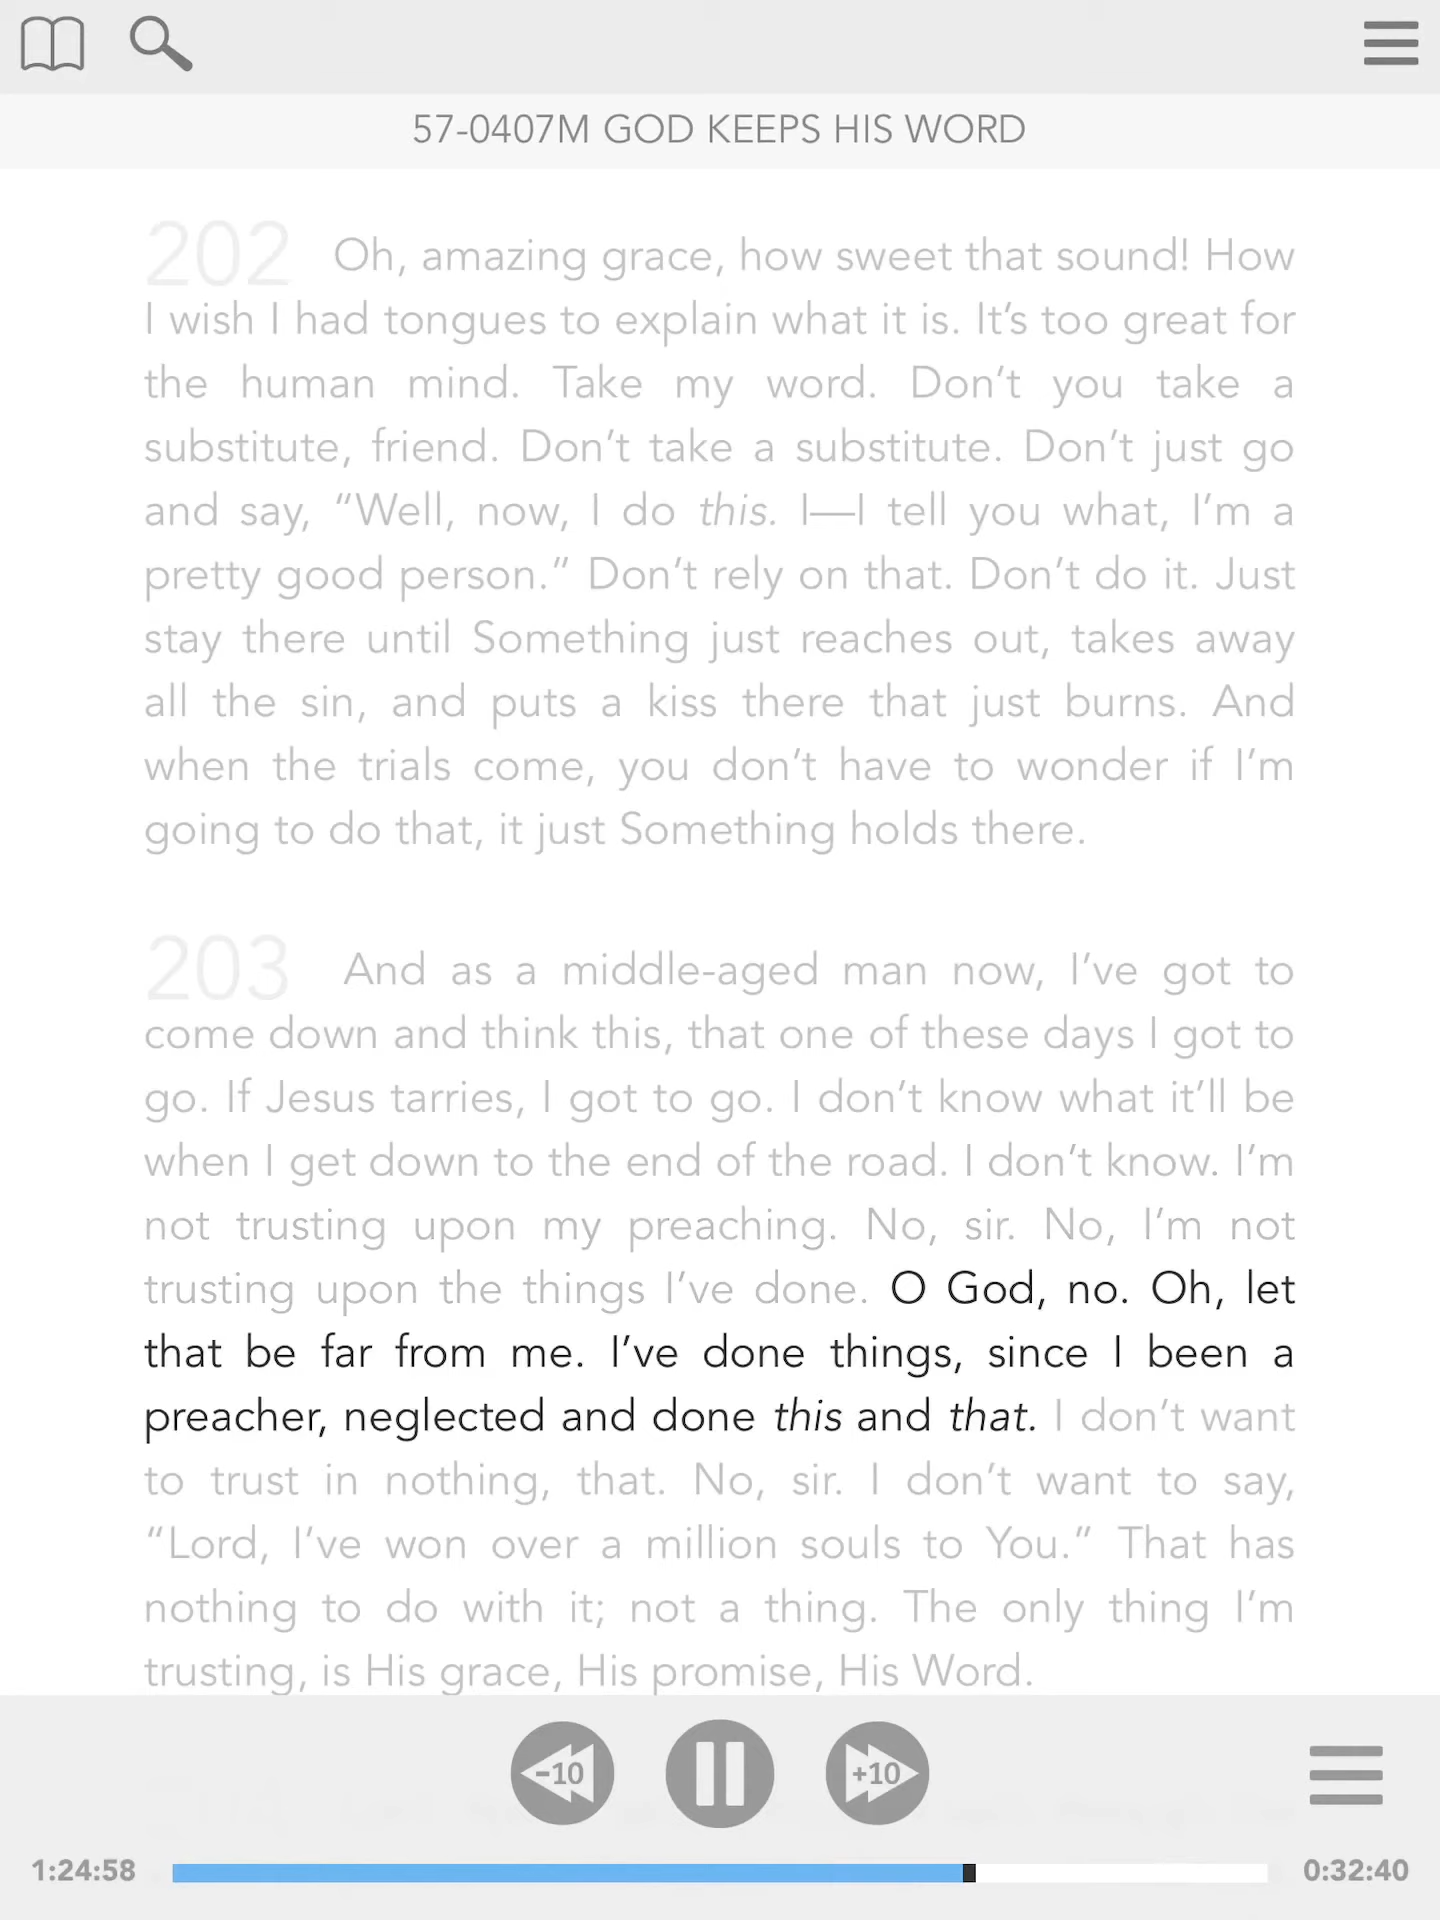 57-0407M GOD KEEPS HIS WORD
202 Oh, amazing grace, how sweet that sound! How
I wish I had tongues to explain what it is. It’s too great for
the human mind. Take my word. Don’t you take a
substitute, friend. Don’t take a substitute. Don’t just go
and say, “Well, now, I do this. I—I tell you what, I’m a
pretty good person.” Don’t rely on that. Don’t do it. Just
stay there until Something just reaches out, takes away
all the sin, and puts a kiss there that just burns. And
when the trials come, you don’t have to wonder if I’m
going to do that, it just Something holds there.
203 And as a middle-aged man now, I’ve got to
come down and think this, that one of these days I got to
go. If Jesus tarries, I got to go. I don’t know what it’ll be
when I get down to the end of the road. I don’t know. I’m
not trusting upon my preaching. No, sir. No, I’m not
trusting upon the things I’ve done. O God, no. Oh, let
that be far from me. I’ve done things, since I been a
preacher, neglected and done this and that. I don’t want
to trust in nothing, that. No, sir. I don’t want to say,
“Lord, I’ve won over a million souls to You.” That has
nothing to do with it; not a thing. The only thing I’m
trusting, is His grace, His promise, His Word.
-10 +10
1:24:58 0:32:40